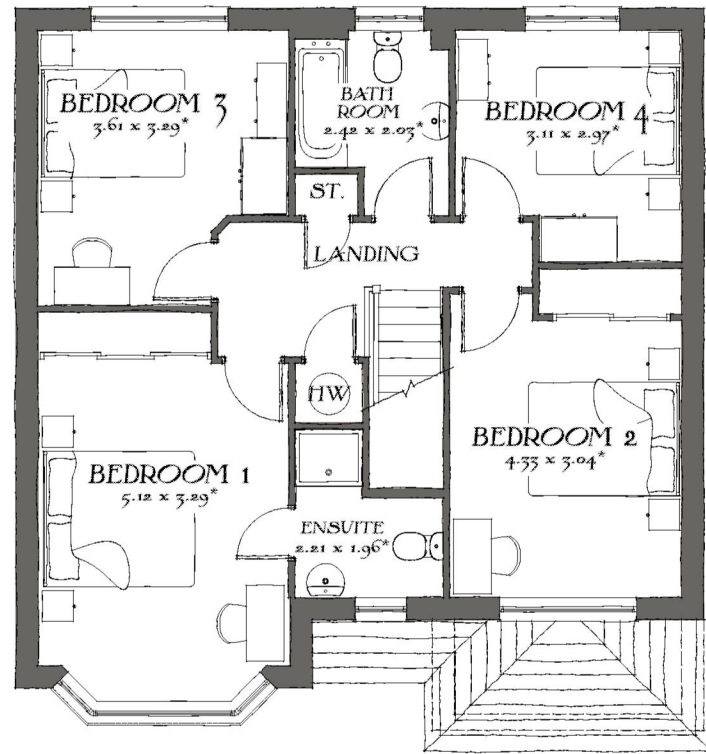 BEDROOM 3
3.61 x 3.29*
BATH
ROOM
2.42 x 2.03*
BEDROOM 4
3.11 x 2.97*
ST.
LANDING
HW
BEDROOM 1
5.12 x 3.29*
BEDROOM 2
4.33 x 3.04*
ENSUITE
2.21 x 1.96*